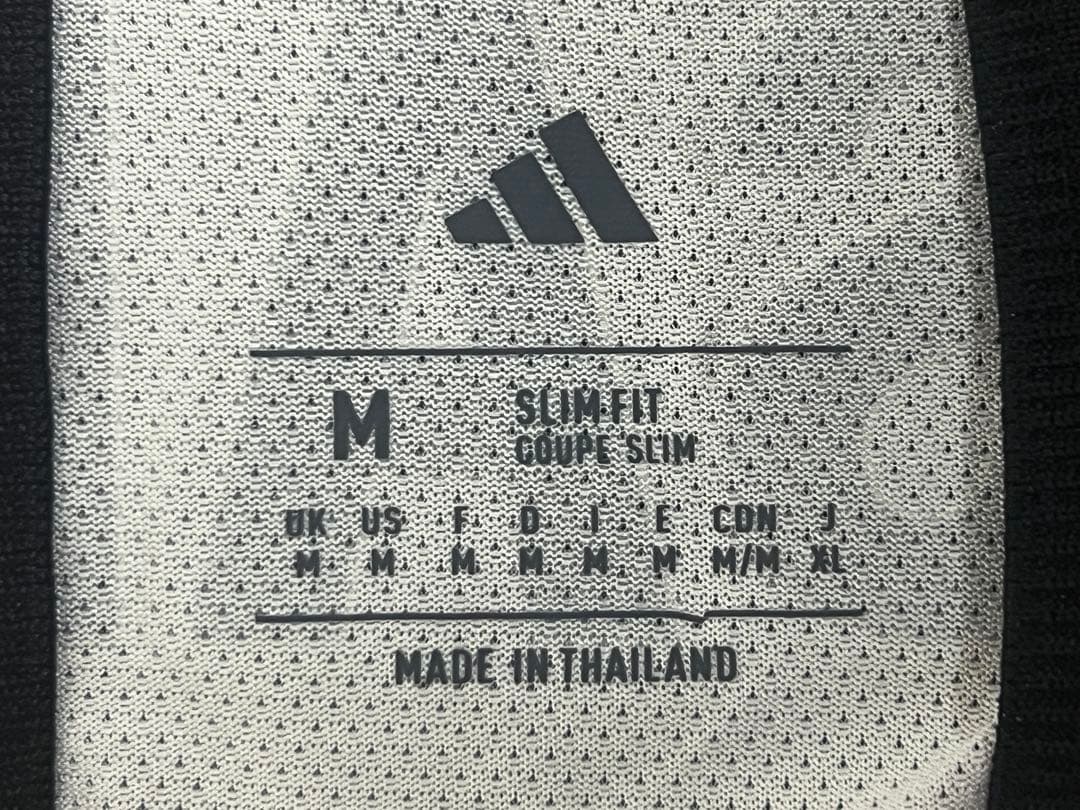 M SLIM FIT
COUPE SLIM
UK US F D I E CDN J
M M M M M M M/M XL
MADE IN THAILAND